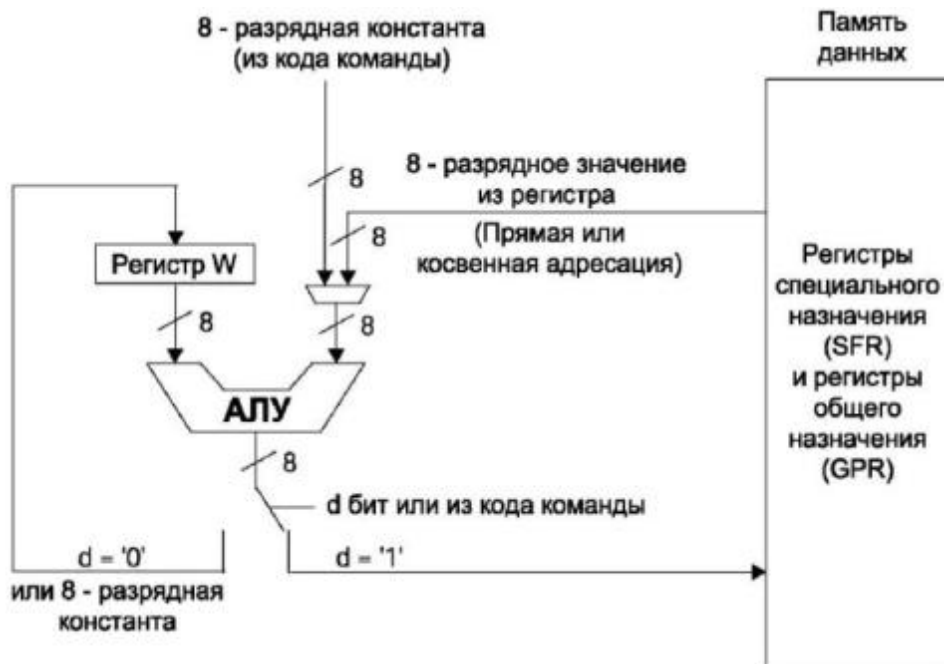 8 - разрядная константа
(из кода команды)
Память
данных
8
8 - разрядное значение
из регистра
8
(Прямая или
косвенная адресация)
Регистр W
8
8
АЛУ
8
d бит или из кода команды
d = '0'
или 8 - разрядная
константа
d = '1'
Регистры
специального
назначения
(SFR)
и регистры
общего
назначения
(GPR)